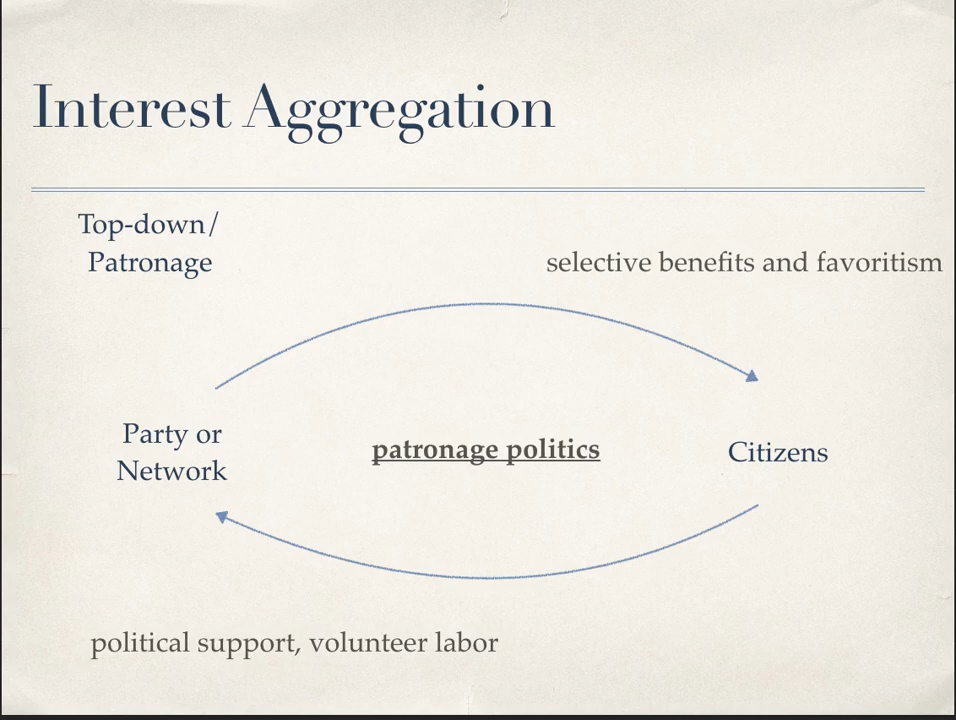 Interest Aggregation
Top-down/
Patronage
selective benefits and favoritism
Party or
Network
patronage politics
Citizens
political support, volunteer labor